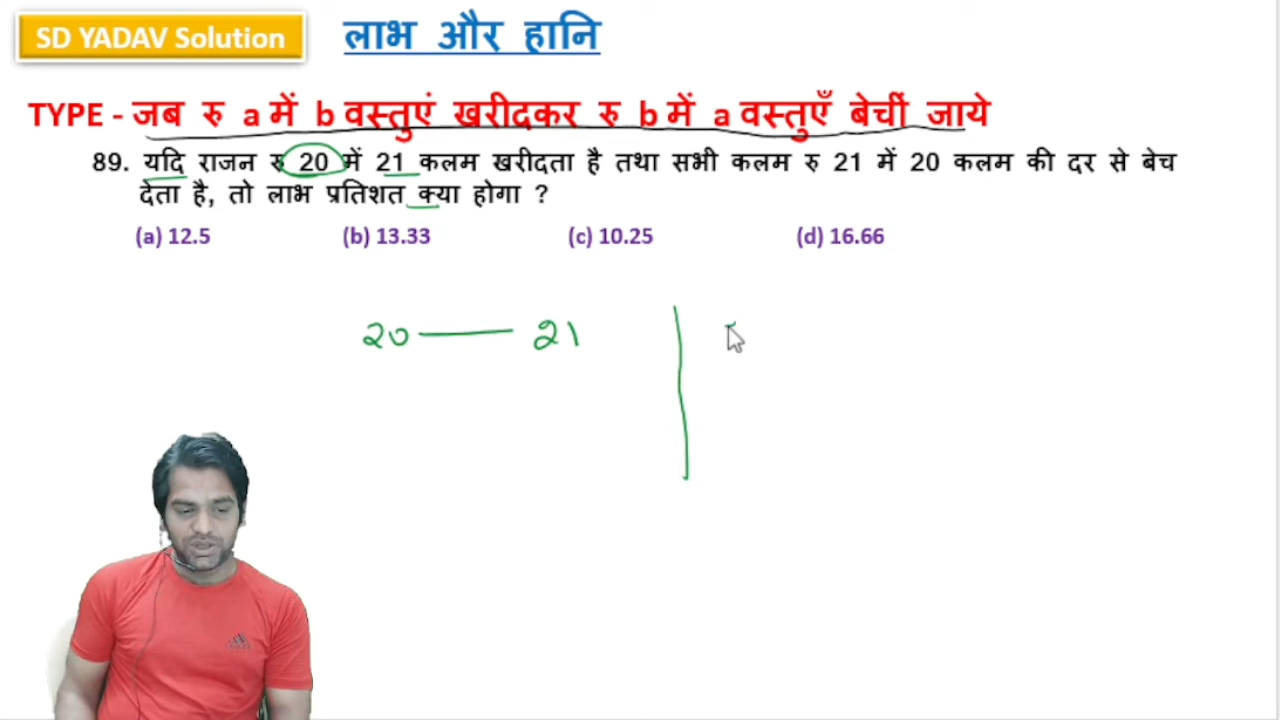 SD YADAV Solution
लाभ और हानि
TYPE - जब रु a में b वस्तुएं खरीदकर रु b में a वस्तुएँ बेचीं जाये
89. यदि राजन रु 20 में 21 कलम खरीदता है तथा सभी कलम रु 21 में 20 कलम की दर से बेच
देता है, तो लाभ प्रतिशत क्या होगा ?
(a) 12.5 (b) 13.33 (c) 10.25 (d) 16.66
20 — 21